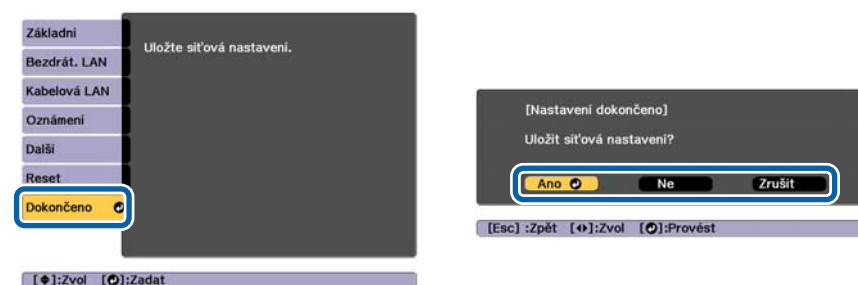 Základní
Bezdrát. LAN
Kabelová LAN
Oznámení
Další
Reset
Dokončeno
Uložte síťová nastavení.
[◆]:Zvol [⏎]:Zadat
[Nastavení dokončeno]
Uložit síťová nastavení?
Ano Ne Zrušit
[Esc] :Zpět [◀▶]:Zvol [⏎]:Provést